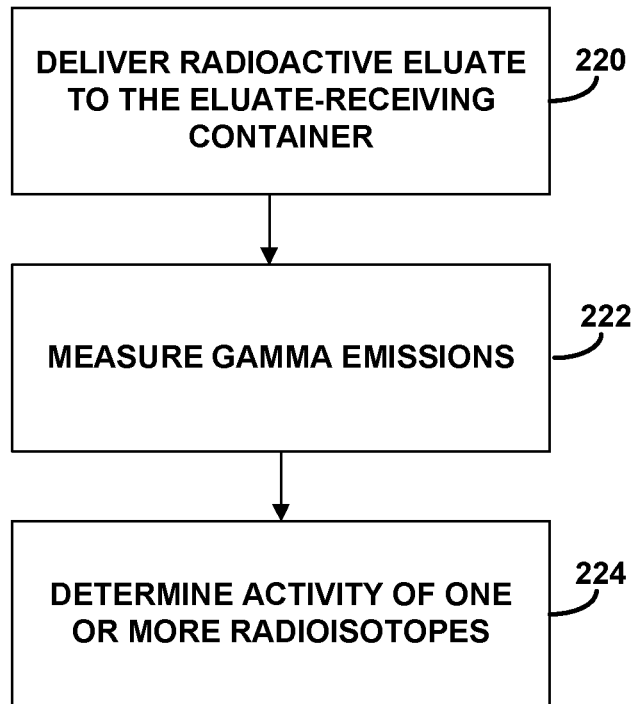 DELIVER RADIOACTIVE ELUATE
TO THE ELUATE-RECEIVING
CONTAINER
220
MEASURE GAMMA EMISSIONS
222
DETERMINE ACTIVITY OF ONE
OR MORE RADIOISOTOPES
224